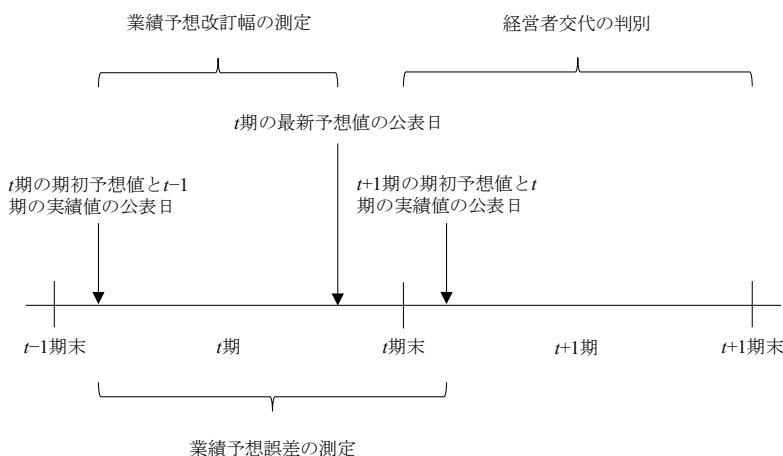 業績予想改訂幅の測定
経営者交代の判別
t期の最新予想値の公表日
t期の期初予想値とt−1
期の実績値の公表日
t+1期の期初予想値とt
期の実績値の公表日
t−1期末
t期
t期末
t+1期
t+1期末
業績予想誤差の測定